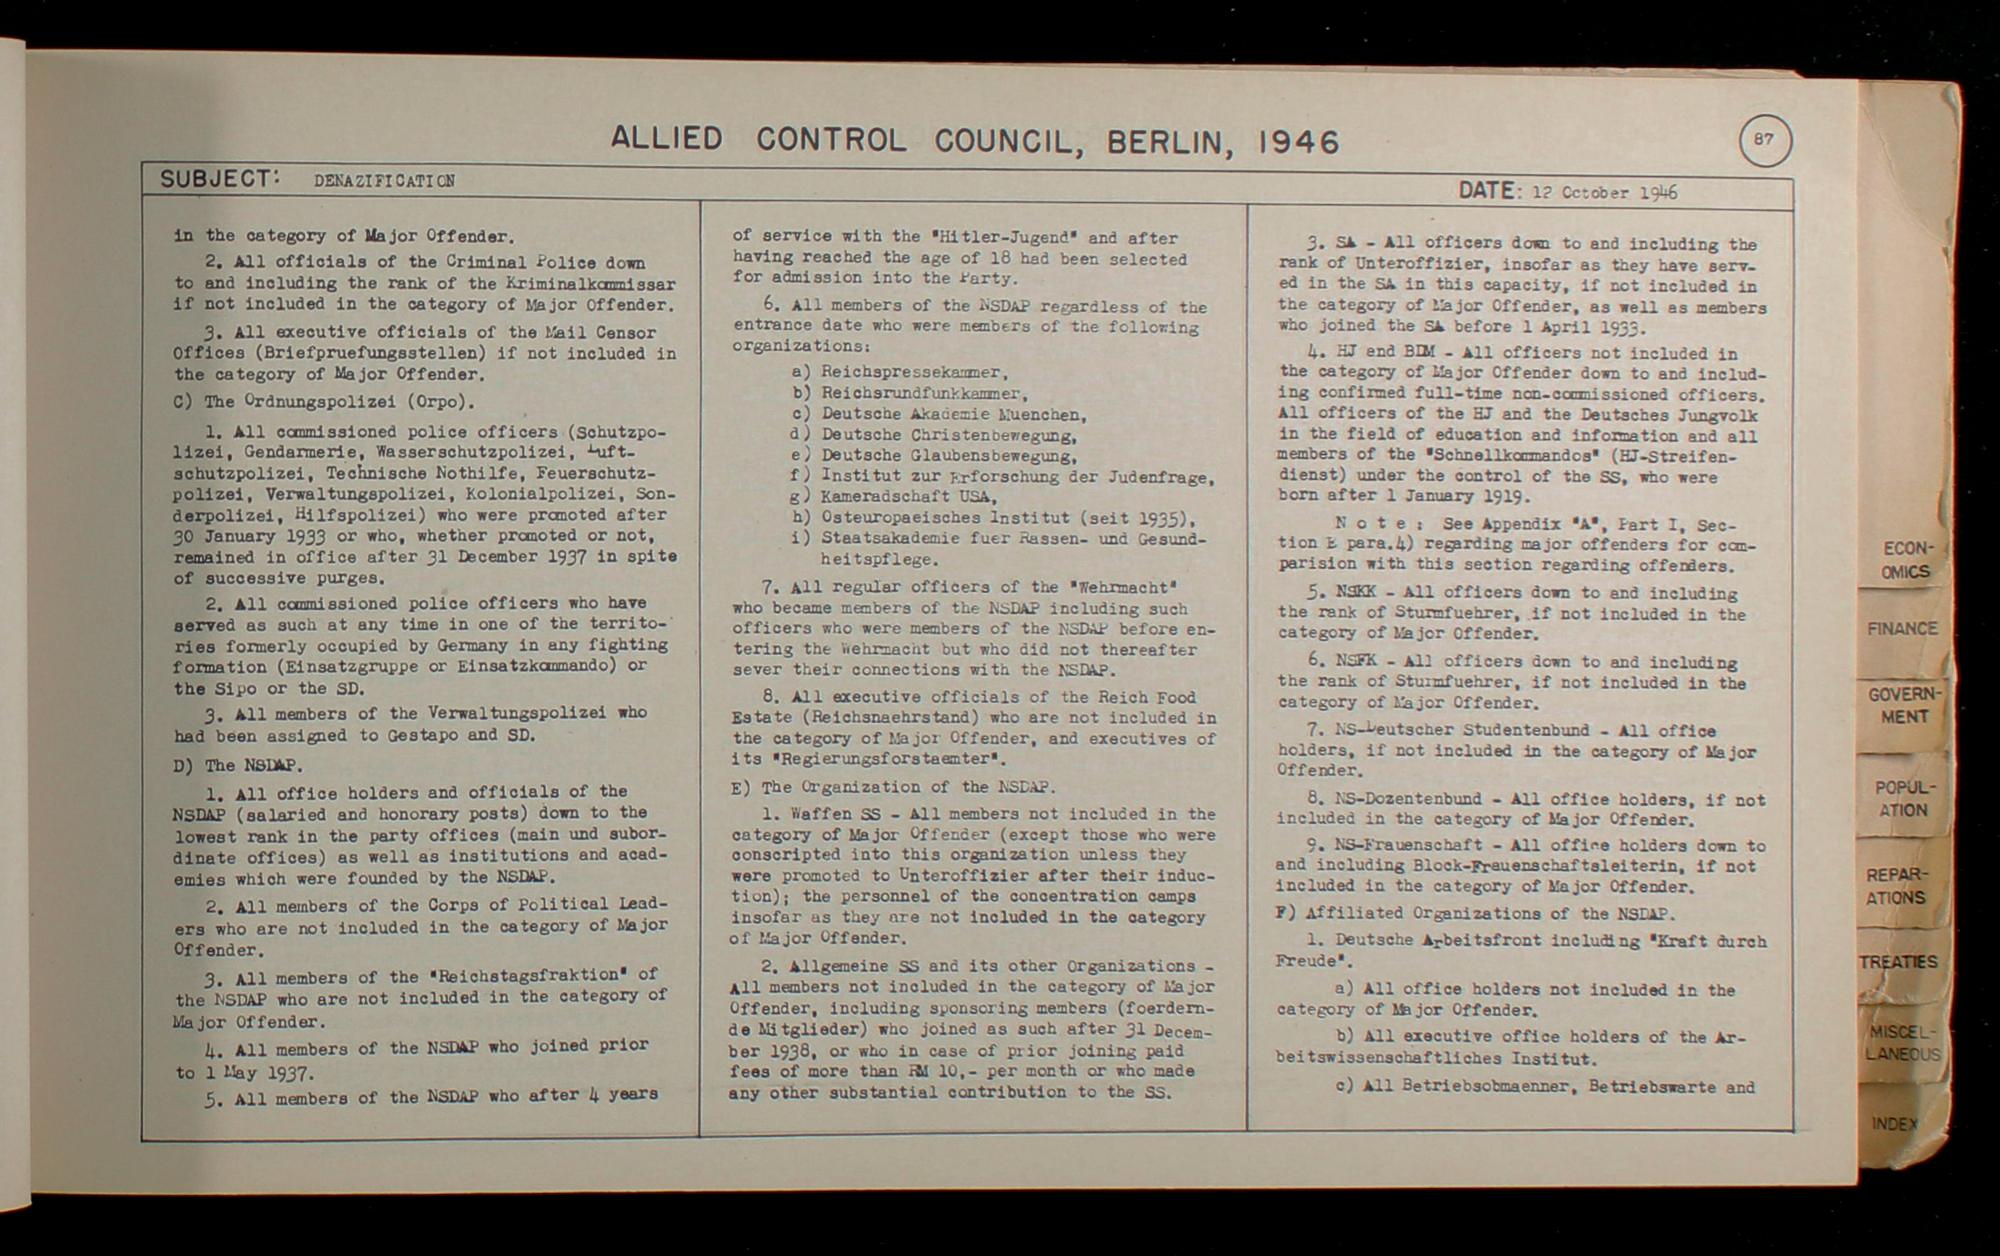 ALLIED CONTROL COUNCIL, BERLIN, 1946
87
SUBJECT: DENAZIFICATION
DATE: 12 October 1946
in the category of Major Offender.
2. All officials of the Criminal Police down
to and including the rank of the Kriminalkommissar
if not included in the category of Major Offender.
3. All executive officials of the Mail Censor
Offices (Briefpruefungsstellen) if not included in
the category of Major Offender.
C) The Ordnungspolizei (Orpo).
1. All commissioned police officers (Schutzpo-
lizei, Gendarmerie, Wasserschutzpolizei, Luft-
schutzpolizei, Technische Nothilfe, Feuerschutz-
polizei, Verwaltungspolizei, Kolonialpolizei, Son-
derpolizei, Hilfspolizei) who were promoted after
30 January 1933 or who, whether promoted or not,
remained in office after 31 December 1937 in spite
of successive purges.
2. All commissioned police officers who have
served as such at any time in one of the territo-
ries formerly occupied by Germany in any fighting
formation (Einsatzgruppe or Einsatzkommando) or
the Sipo or the SD.
3. All members of the Verwaltungspolizei who
had been assigned to Gestapo and SD.
D) The NSDAP.
1. All office holders and officials of the
NSDAP (salaried and honorary posts) down to the
lowest rank in the party offices (main und subor-
dinate offices) as well as institutions and acad-
emies which were founded by the NSDAP.
2. All members of the Corps of Political Lead-
ers who are not included in the category of Major
Offender.
3. All members of the "Reichstagsfraktion" of
the NSDAP who are not included in the category of
Major Offender.
4. All members of the NSDAP who joined prior
to 1 May 1937.
5. All members of the NSDAP who after 4 years
of service with the "Hitler-Jugend" and after
having reached the age of 18 had been selected
for admission into the Party.
6. All members of the NSDAP regardless of the
entrance date who were members of the following
organizations:
a) Reichspressekammer,
b) Reichsrundfunkkammer,
c) Deutsche Akademie Muenchen,
d) Deutsche Christenbewegung,
e) Deutsche Glaubensbewegung,
f) Institut zur Erforschung der Judenfrage,
g) Kameradschaft USA,
h) Osteuropaeisches Institut (seit 1935),
i) Staatsakademie fuer Rassen- und Gesund-
heitspflege.
7. All regular officers of the "Wehrmacht"
who became members of the NSDAP including such
officers who were members of the NSDAP before en-
tering the Wehrmacht but who did not thereafter
sever their connections with the NSDAP.
8. All executive officials of the Reich Food
Estate (Reichsnaehrstand) who are not included in
the category of Major Offender, and executives of
its "Regierungsforstaemter".
E) The Organization of the NSDAP.
1. Waffen SS - All members not included in the
category of Major Offender (except those who were
conscripted into this organization unless they
were promoted to Unteroffizier after their induc-
tion); the personnel of the concentration camps
insofar as they are not included in the category
of Major Offender.
2. Allgemeine SS and its other Organizations -
All members not included in the category of Major
Offender, including sponsoring members (foerdern-
de Mitglieder) who joined as such after 31 Decem-
ber 1938, or who in case of prior joining paid
fees of more than RM 10,- per month or who made
any other substantial contribution to the SS.
3. SA - All officers down to and including the
rank of Unteroffizier, insofar as they have serv-
ed in the SA in this capacity, if not included in
the category of Major Offender, as well as members
who joined the SA before 1 April 1933.
4. HJ end BDM - All officers not included in
the category of Major Offender down to and includ-
ing confirmed full-time non-commissioned officers.
All officers of the HJ and the Deutsches Jungvolk
in the field of education and information and all
members of the "Schnellkommandos" (HJ-Streifen-
dienst) under the control of the SS, who were
born after 1 January 1919.
N o t e : See Appendix "A", Part I, Sec-
tion E para.4) regarding major offenders for com-
parision with this section regarding offenders.
5. NSKK - All officers down to and including
the rank of Sturmfuehrer, if not included in the
category of Major Offender.
6. NSFK - All officers down to and including
the rank of Sturmfuehrer, if not included in the
category of Major Offender.
7. NS-Deutscher Studentenbund - All office
holders, if not included in the category of Major
Offender.
8. NS-Dozentenbund - All office holders, if not
included in the category of Major Offender.
9. NS-Frauenschaft - All office holders down to
and including Block-Frauenschaftsleiterin, if not
included in the category of Major Offender.
F) Affiliated Organizations of the NSDAP.
1. Deutsche Arbeitsfront including "Kraft durch
Freude".
a) All office holders not included in the
category of Major Offender.
b) All executive office holders of the Ar-
beitswissenschaftliches Institut.
c) All Betriebsobmaenner, Betriebswarte and
ECON-
OMICS
FINANCE
GOVERN-
MENT
POPUL-
ATION
REPAR-
ATIONS
TREATIES
MISCEL-
LANEOUS
INDEX